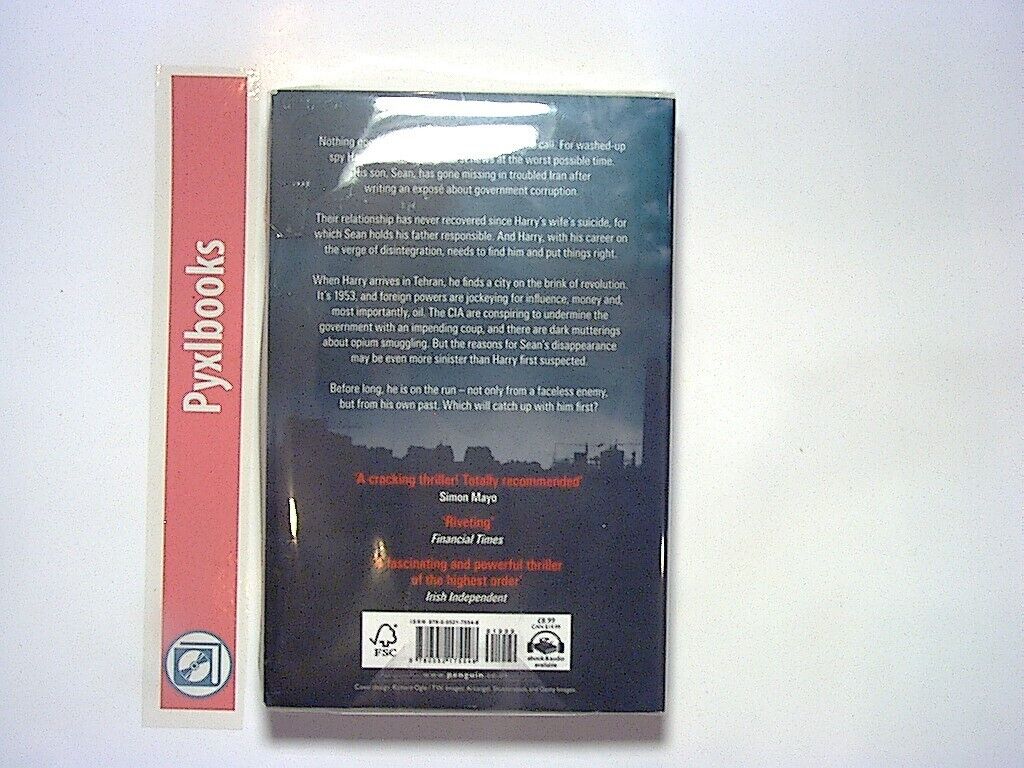 Pyxlbooks
Nothing call. For washed-up
spy at the worst possible time.
son, Sean, has gone missing in troubled Iran after
writing an exposé about government corruption.
Their relationship has never recovered since Harry's wife's suicide, for
which Sean holds his father responsible. And Harry, with his career on
the verge of disintegration, needs to find him and put things right.
When Harry arrives in Tehran, he finds a city on the brink of revolution.
It's 1953, and foreign powers are jockeying for influence, money and,
most importantly, oil. The CIA are conspiring to undermine the
government with an impending coup, and there are dark mutterings
about opium smuggling. But the reasons for Sean's disappearance
may be even more sinister than Harry first suspected.
Before long, he is on the run – not only from a faceless enemy,
but from his own past. Which will catch up with him first?
'A cracking thriller! Totally recommended'
Simon Mayo
'Riveting'
Financial Times
fascinating and powerful thriller
of the highest order'
Irish Independent
FSC
£8.99
ebook & audio
available
www.penguin.co.uk